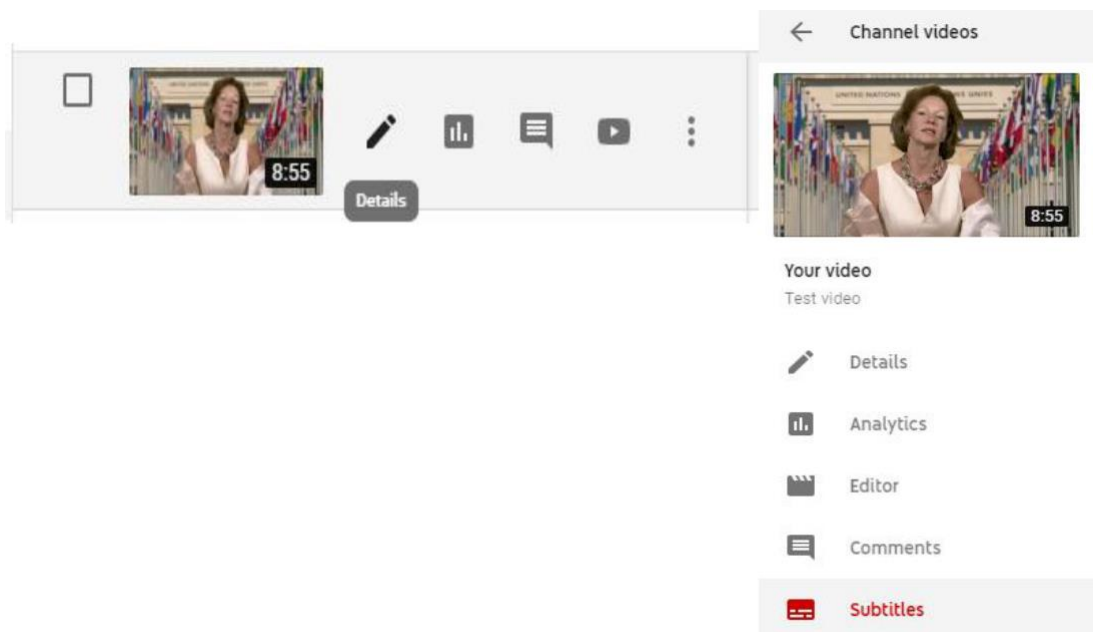 8:55
Details
Channel videos
UNITED NATIONS
8:55
Your video
Test video
Details
Analytics
Editor
Comments
Subtitles